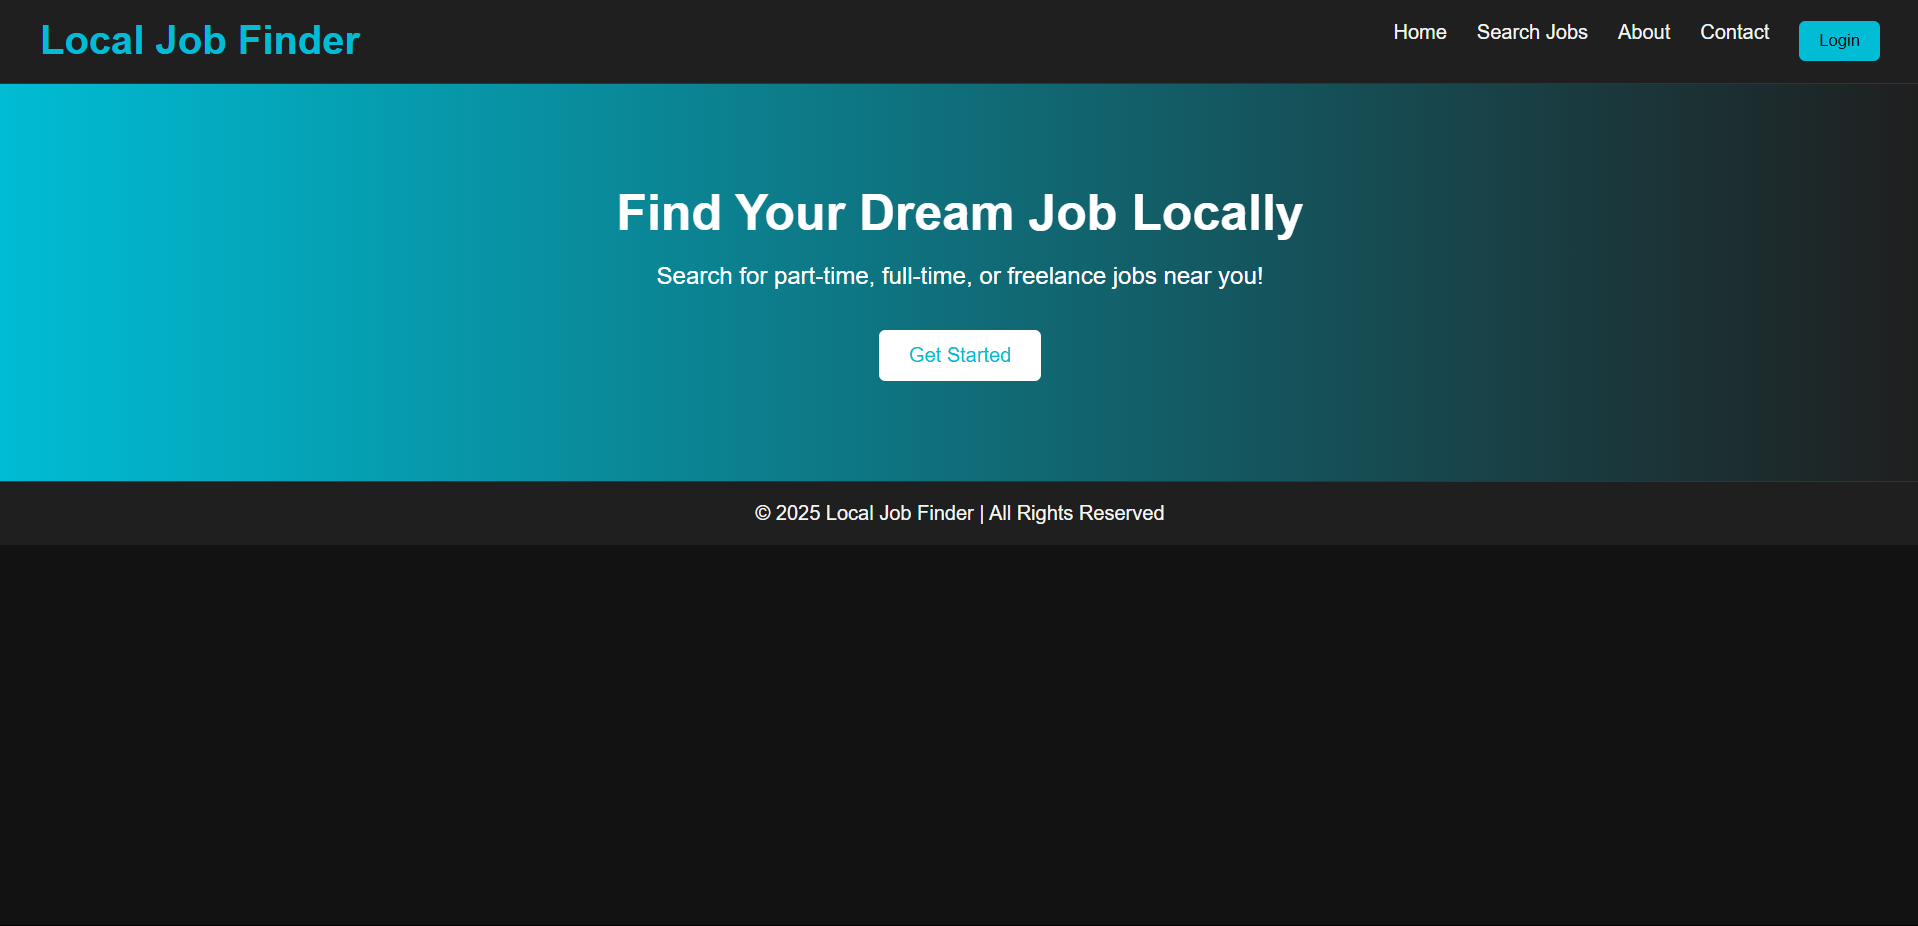 Local Job Finder
Home Search Jobs About Contact Login
Find Your Dream Job Locally
Search for part-time, full-time, or freelance jobs near you!
Get Started
© 2025 Local Job Finder | All Rights Reserved